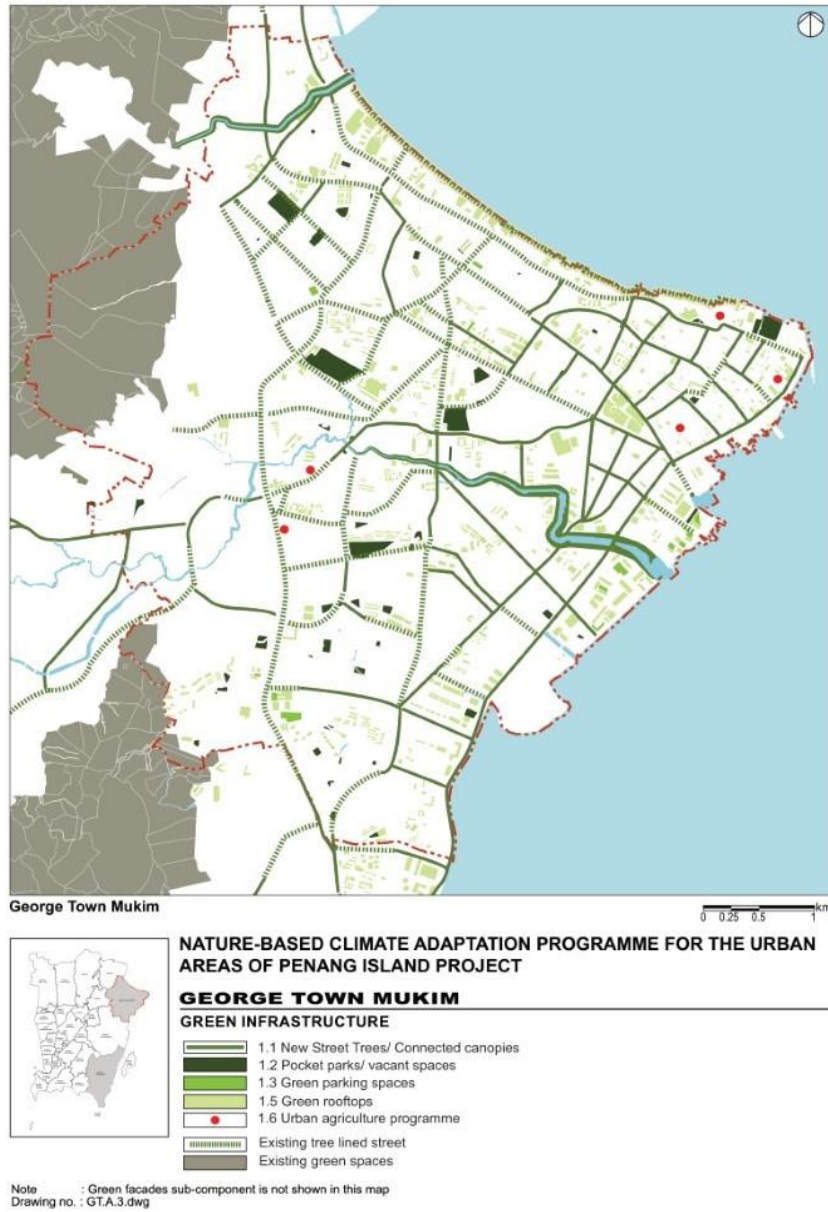 George Town Mukim
0 0.25 0.5 1 km
NATURE-BASED CLIMATE ADAPTATION PROGRAMME FOR THE URBAN
AREAS OF PENANG ISLAND PROJECT
GEORGE TOWN MUKIM
GREEN INFRASTRUCTURE
1.1 New Street Trees/ Connected canopies
1.2 Pocket parks/ vacant spaces
1.3 Green parking spaces
1.5 Green rooftops
1.6 Urban agriculture programme
Existing tree lined street
Existing green spaces
Note : Green facades sub-component is not shown in this map
Drawing no. : GT.A.3.dwg